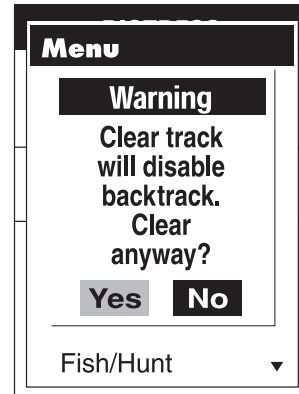 Menu
Warning
Clear track
will disable
backtrack.
Clear
anyway?
Yes No
Fish/Hunt